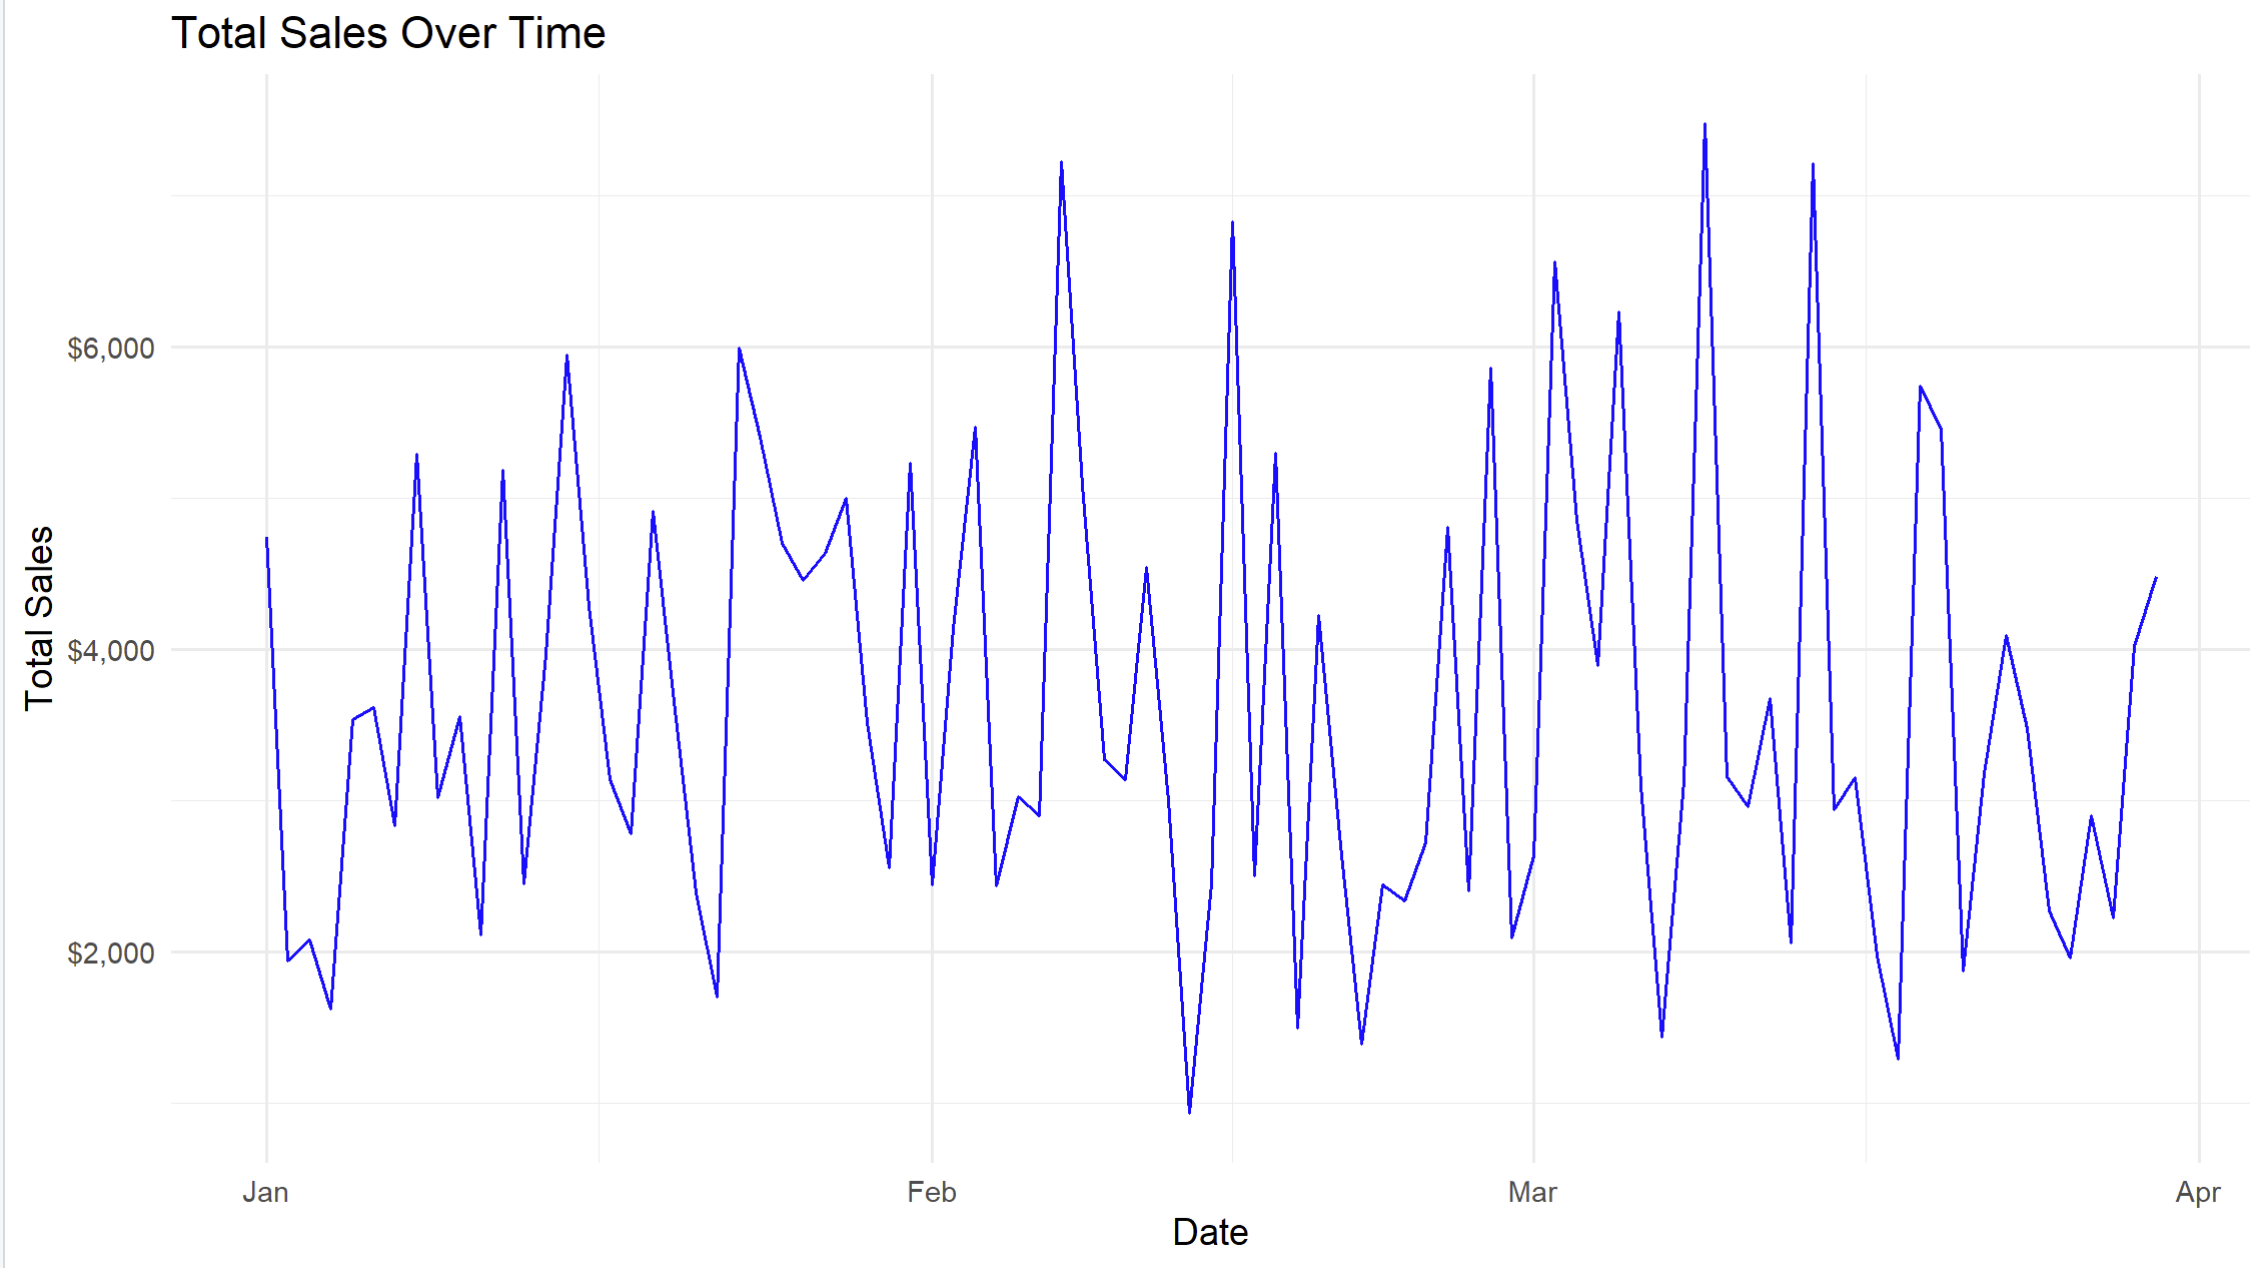 Total Sales Over Time
Total Sales
$6,000
$4,000
$2,000
Jan Feb Mar Apr
Date